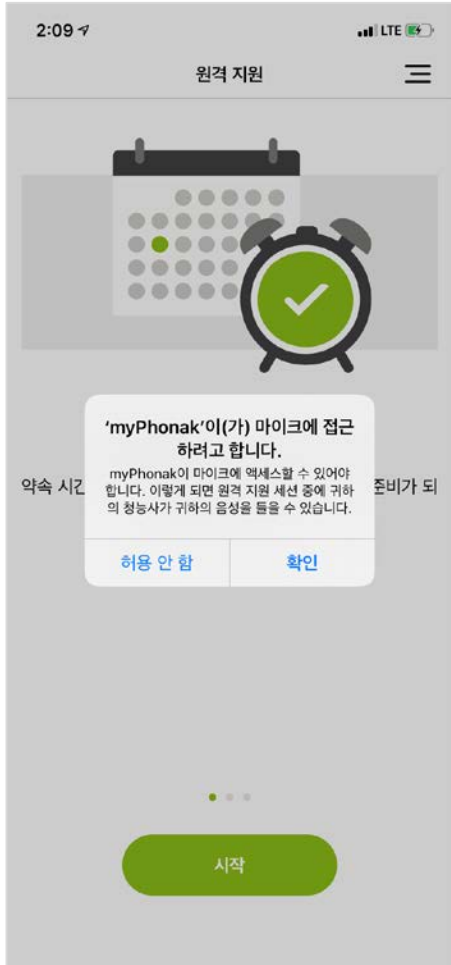 2:09
LTE
원격 지원
'myPhonak'이(가) 마이크에 접근
하려고 합니다.
myPhonak이 마이크에 액세스할 수 있어야
합니다. 이렇게 되면 원격 지원 세션 중에 귀하
의 청능사가 귀하의 음성을 들을 수 있습니다.
약속 시간
준비가 되
허용 안 함
확인
시작